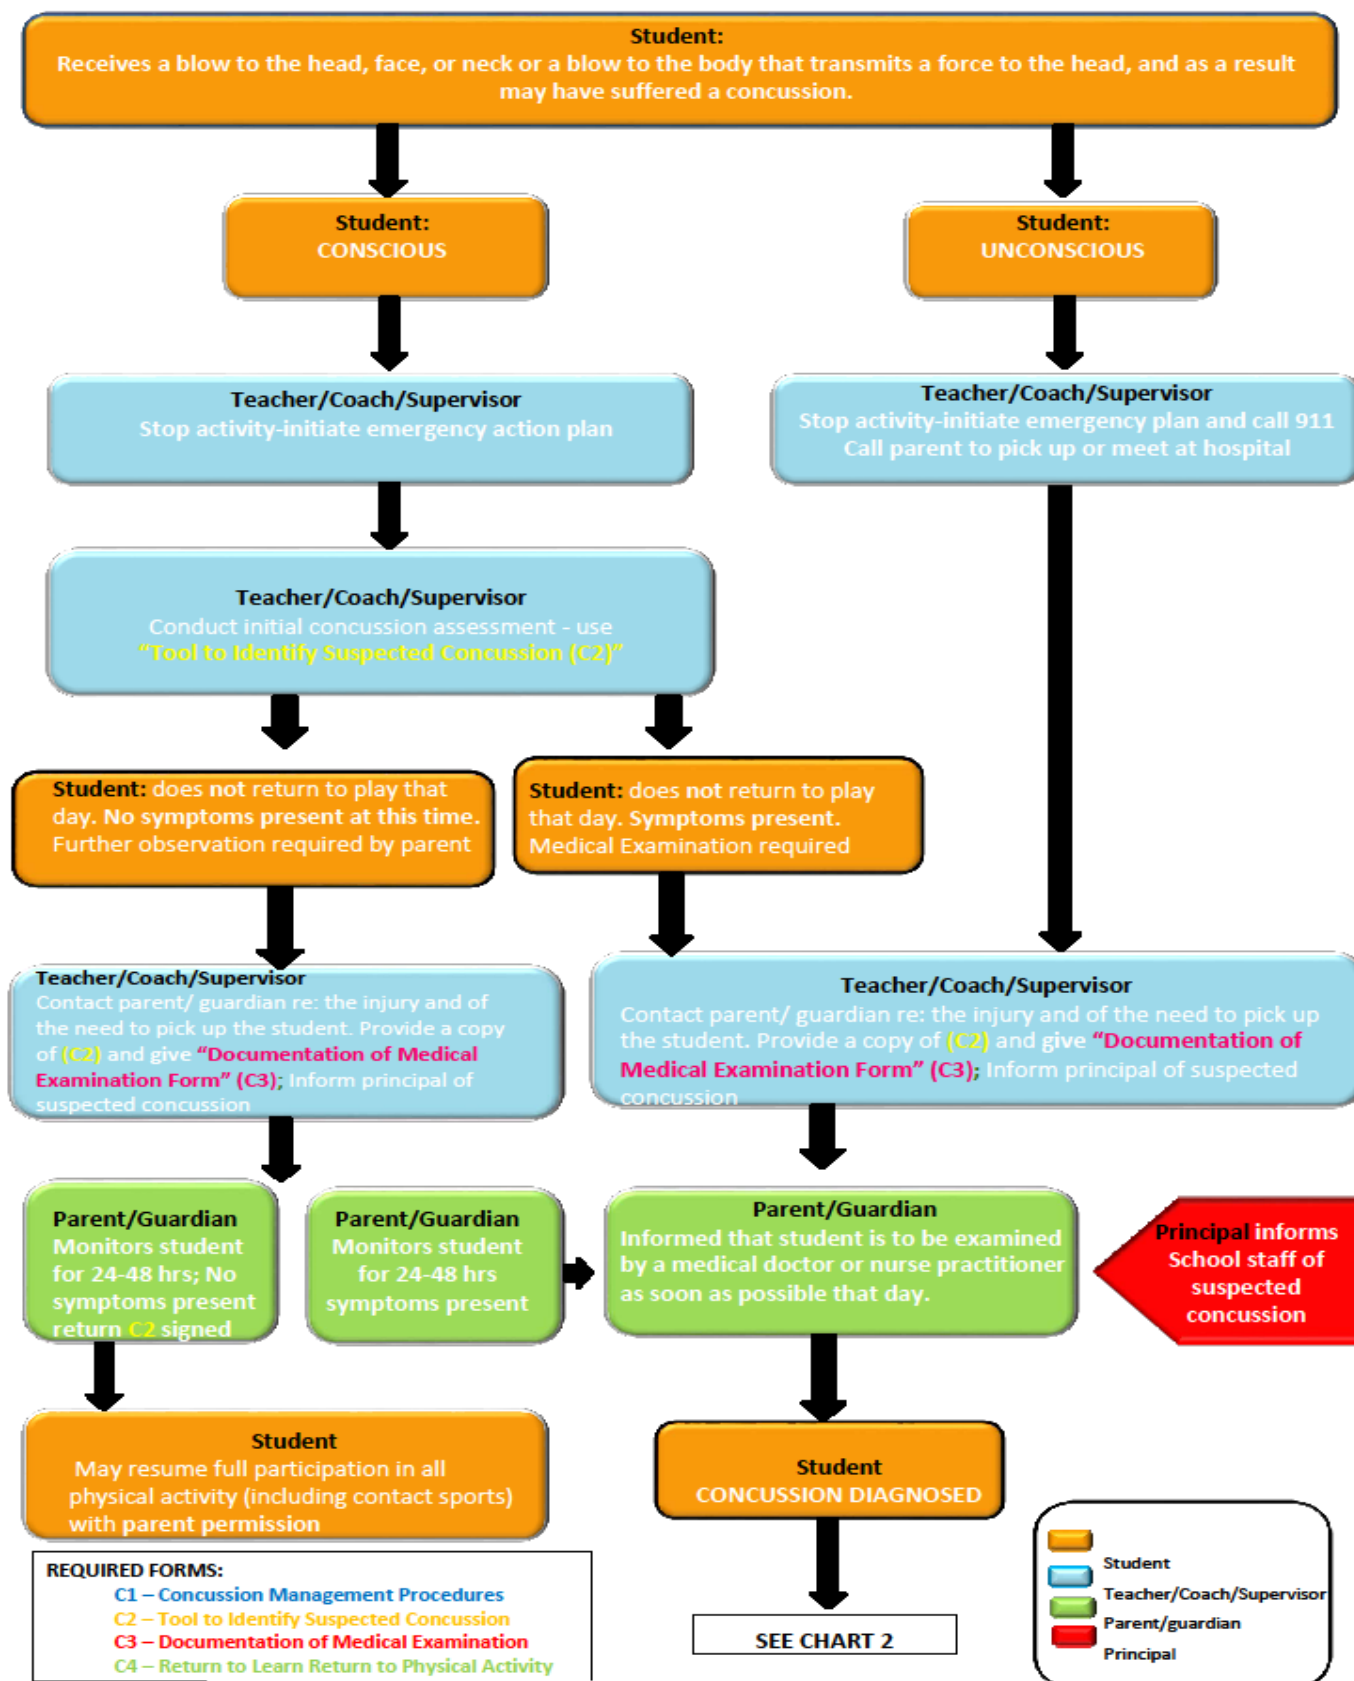 Student:
Receives a blow to the head, face, or neck or a blow to the body that transmits a force to the head, and as a result
may have suffered a concussion.
Student:
CONSCIOUS
Student:
UNCONSCIOUS
Teacher/Coach/Supervisor
Stop activity-initiate emergency action plan
Teacher/Coach/Supervisor
Stop activity-initiate emergency plan and call 911
Call parent to pick up or meet at hospital
Teacher/Coach/Supervisor
Conduct initial concussion assessment - use
“Tool to Identify Suspected Concussion (C2)”
Student: does not return to play that
day. No symptoms present at this time.
Further observation required by parent
Student: does not return to play
that day. Symptoms present.
Medical Examination required
Teacher/Coach/Supervisor
Contact parent/ guardian re: the injury and of
the need to pick up the student. Provide a copy
of (C2) and give “Documentation of Medical
Examination Form” (C3); Inform principal of
suspected concussion
Teacher/Coach/Supervisor
Contact parent/ guardian re: the injury and of the need to pick up
the student. Provide a copy of (C2) and give “Documentation of
Medical Examination Form” (C3); Inform principal of suspected
concussion
Parent/Guardian
Monitors student
for 24-48 hrs; No
symptoms present
return C2 signed
Parent/Guardian
Monitors student
for 24-48 hrs
symptoms present
Parent/Guardian
Informed that student is to be examined
by a medical doctor or nurse practitioner
as soon as possible that day.
Principal informs
School staff of
suspected
concussion
Student
May resume full participation in all
physical activity (including contact sports)
with parent permission
Student
CONCUSSION DIAGNOSED
REQUIRED FORMS:
C1 – Concussion Management Procedures
C2 – Tool to Identify Suspected Concussion
C3 – Documentation of Medical Examination
C4 – Return to Learn Return to Physical Activity
SEE CHART 2
Student
Teacher/Coach/Supervisor
Parent/guardian
Principal